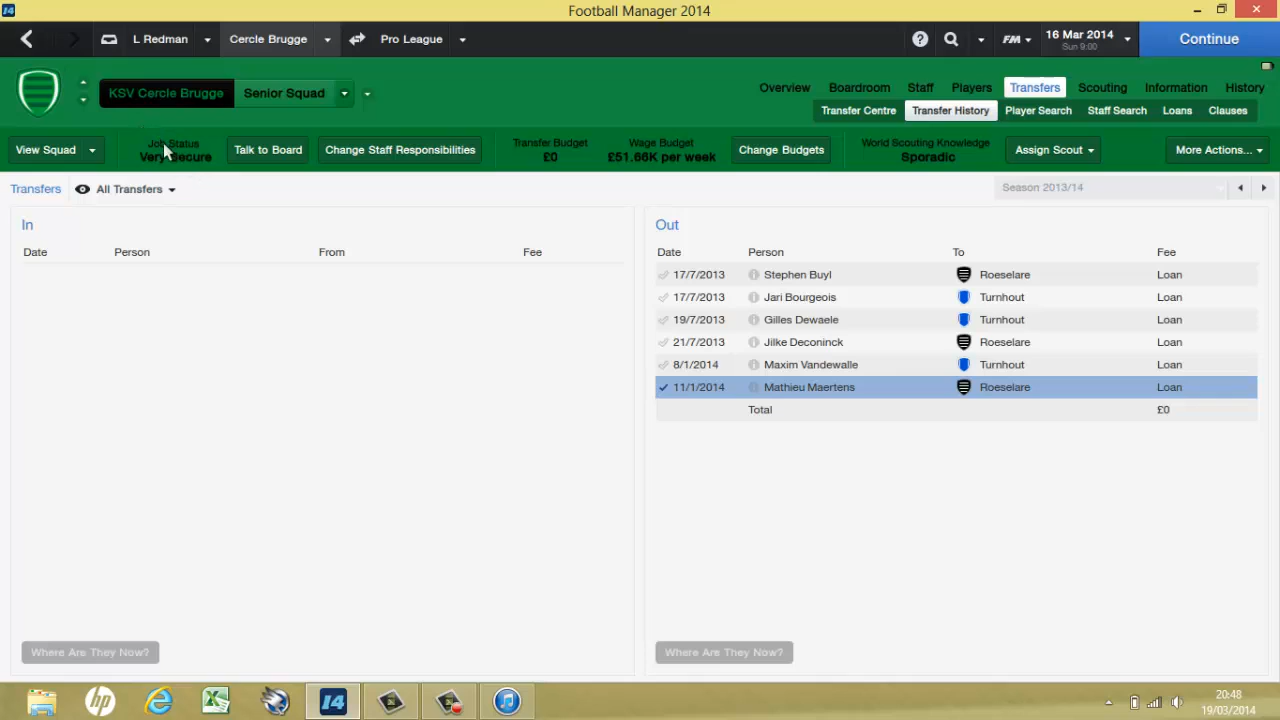 Football Manager 2014
L Redman
Cercle Brugge
Pro League
?
FM
16 Mar 2014
Sun 9:00
Continue
KSV Cercle Brugge
Senior Squad
Overview
Boardroom
Staff
Players
Transfers
Scouting
Information
History
Transfer Centre
Transfer History
Player Search
Staff Search
Loans
Clauses
View Squad
Job Status
Very Secure
Talk to Board
Change Staff Responsibilities
Transfer Budget
£0
Wage Budget
£51.66K per week
Change Budgets
World Scouting Knowledge
Sporadic
Assign Scout
More Actions...
Transfers
All Transfers
Season 2013/14
In
Date Person From Fee
Out
Date Person To Fee
17/7/2013 Stephen Buyl Roeselare Loan
17/7/2013 Jari Bourgeois Turnhout Loan
19/7/2013 Gilles Dewaele Turnhout Loan
21/7/2013 Jilke Deconinck Roeselare Loan
8/1/2014 Maxim Vandewalle Turnhout Loan
11/1/2014 Mathieu Maertens Roeselare Loan
Total £0
Where Are They Now?
Where Are They Now?
hp
14
20:48
19/03/2014